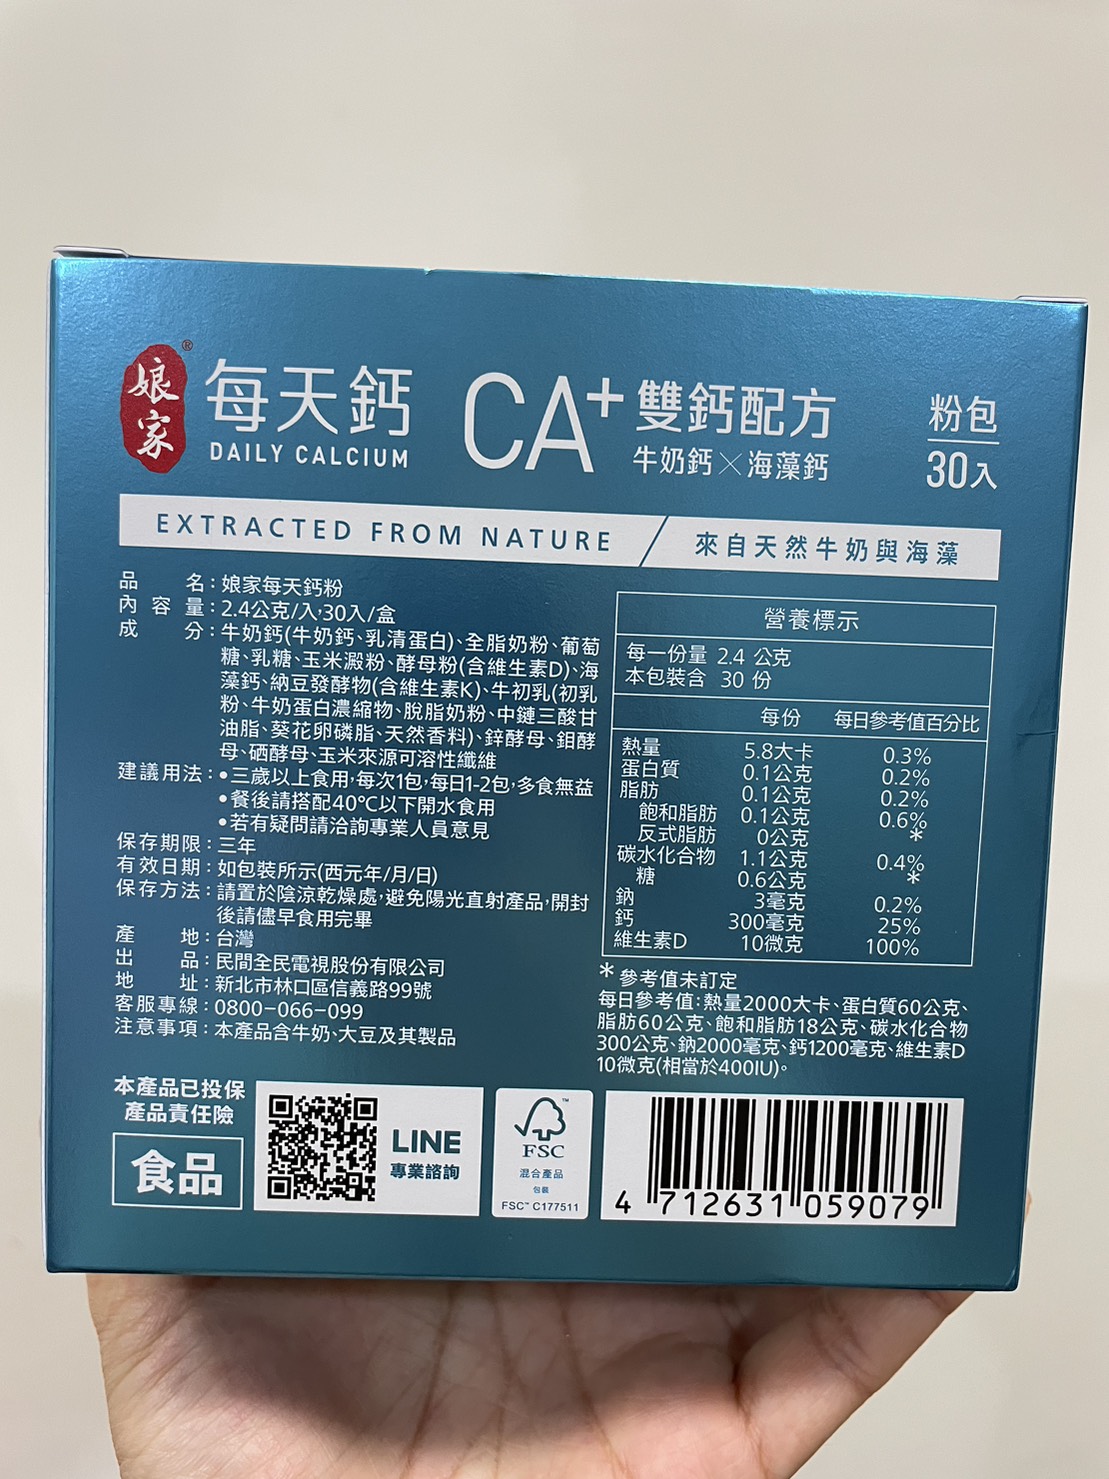 娘家®
每天鈣
DAILY CALCIUM
CA+
雙鈣配方
牛奶鈣×海藻鈣
粉包
30入
EXTRACTED FROM NATURE / 來自天然牛奶與海藻
品名：娘家每天鈣粉
內容量：2.4公克/入,30入/盒
成分：牛奶鈣(牛奶鈣、乳清蛋白)、全脂奶粉、葡萄
糖、乳糖、玉米澱粉、酵母粉(含維生素D)、海
藻鈣、納豆發酵物(含維生素K)、牛初乳(初乳
粉、牛奶蛋白濃縮物、脫脂奶粉、中鏈三酸甘
油脂、葵花卵磷脂、天然香料)、鋅酵母、鉬酵
母、硒酵母、玉米來源可溶性纖維
建議用法：•三歲以上食用,每次1包,每日1-2包,多食無益
•餐後請搭配40℃以下開水食用
•若有疑問請洽詢專業人員意見
保存期限：三年
有效日期：如包裝所示(西元年/月/日)
保存方法：請置於陰涼乾燥處,避免陽光直射產品,開封
後請儘早食用完畢
產地：台灣
出品：民間全民電視股份有限公司
地址：新北市林口區信義路99號
客服專線：0800-066-099
注意事項：本產品含牛奶、大豆及其製品
營養標示
每一份量 2.4 公克
本包裝含 30 份
每份 每日參考值百分比
熱量 5.8大卡 0.3%
蛋白質 0.1公克 0.2%
脂肪 0.1公克 0.2%
飽和脂肪 0.1公克 0.6%
反式脂肪 0公克 *
碳水化合物 1.1公克 0.4%
糖 0.6公克 *
鈉 3毫克 0.2%
鈣 300毫克 25%
維生素D 10微克 100%
* 參考值未訂定
每日參考值:熱量2000大卡、蛋白質60公克、
脂肪60公克、飽和脂肪18公克、碳水化合物
300公克、鈉2000毫克、鈣1200毫克、維生素D
10微克(相當於400IU)。
本產品已投保
產品責任險
食品
LINE
專業諮詢
™
FSC
混合產品
包裝
FSC™ C177511
4 712631 059079